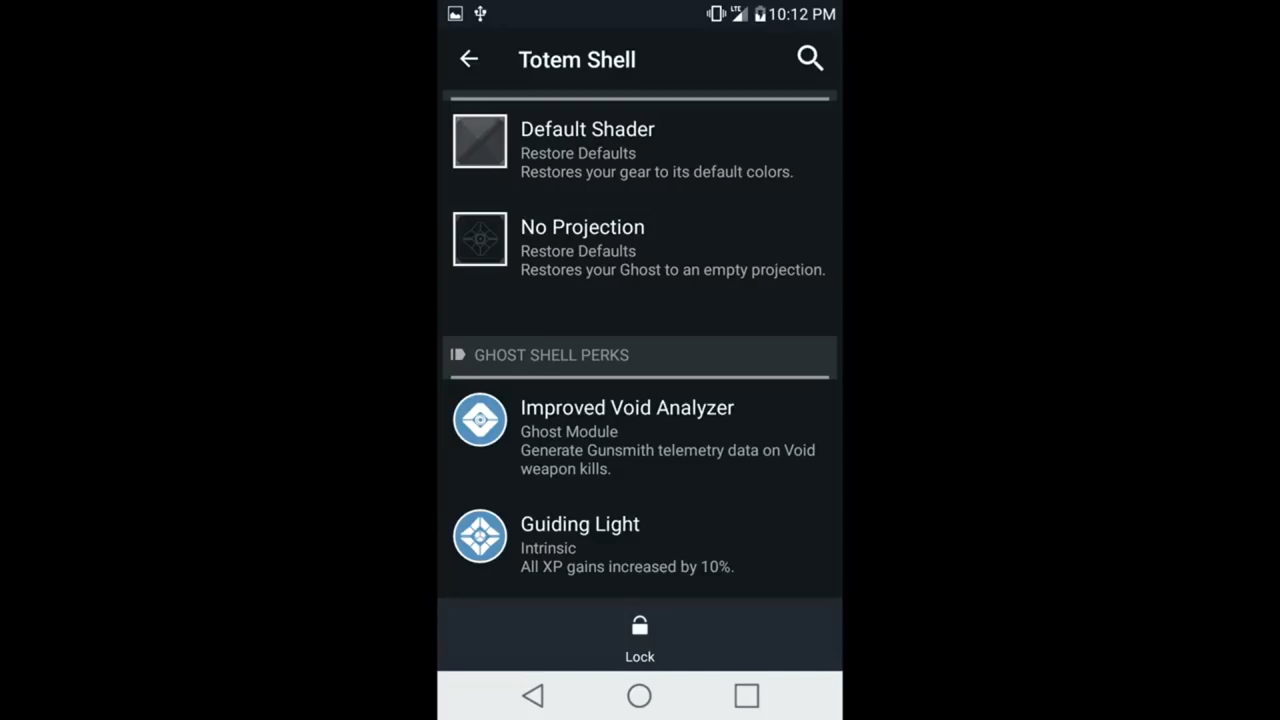 LTE 10:12 PM
Totem Shell
Default Shader
Restore Defaults
Restores your gear to its default colors.
No Projection
Restore Defaults
Restores your Ghost to an empty projection.
GHOST SHELL PERKS
Improved Void Analyzer
Ghost Module
Generate Gunsmith telemetry data on Void
weapon kills.
Guiding Light
Intrinsic
All XP gains increased by 10%.
Lock